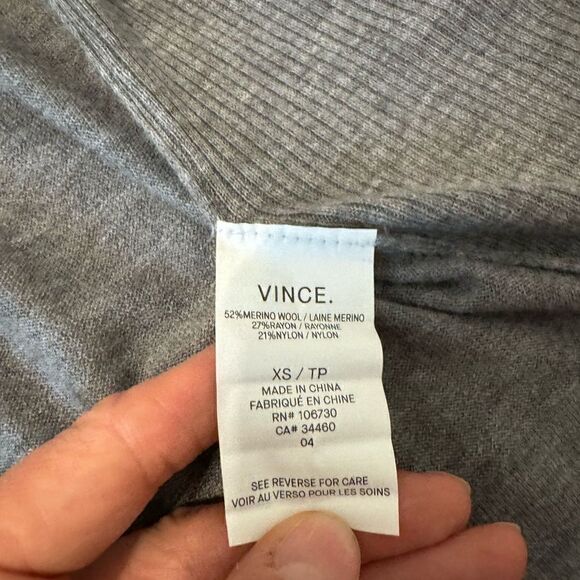 VINCE.
52%MERINO WOOL / LAINE MERINO
27%RAYON / RAYONNE
21%NYLON / NYLON
XS / TP
MADE IN CHINA
FABRIQUÉ EN CHINE
RN# 106730
CA# 34460
04
SEE REVERSE FOR CARE
VOIR AU VERSO POUR LES SOINS